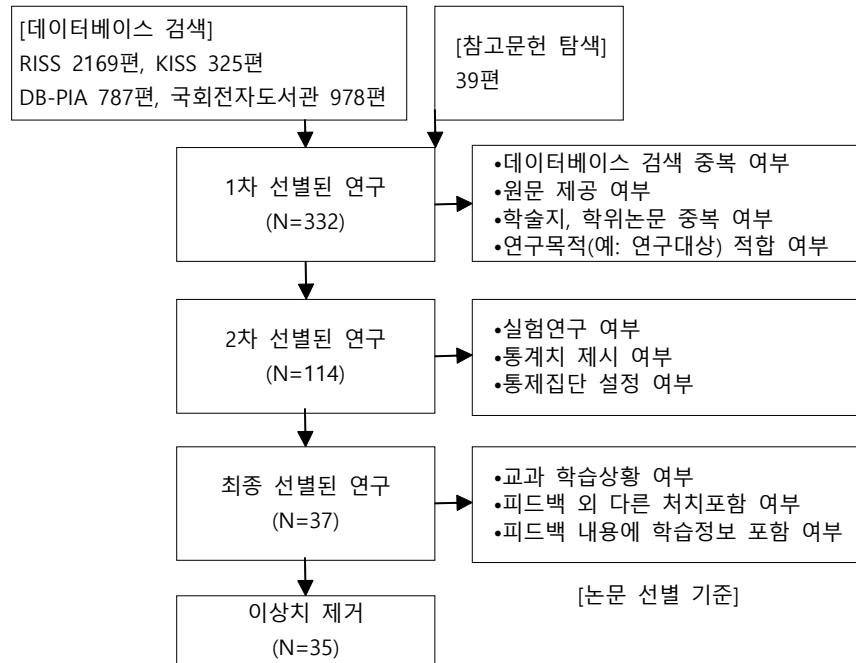 [데이터베이스 검색]
RISS 2169편, KISS 325편
DB-PIA 787편, 국회전자도서관 978편
[참고문헌 탐색]
39편
1차 선별된 연구
(N=332)
•데이터베이스 검색 중복 여부
•원문 제공 여부
•학술지, 학위논문 중복 여부
•연구목적(예: 연구대상) 적합 여부
2차 선별된 연구
(N=114)
•실험연구 여부
•통계치 제시 여부
•통제집단 설정 여부
최종 선별된 연구
(N=37)
•교과 학습상황 여부
•피드백 외 다른 처치포함 여부
•피드백 내용에 학습정보 포함 여부
이상치 제거
(N=35)
[논문 선별 기준]